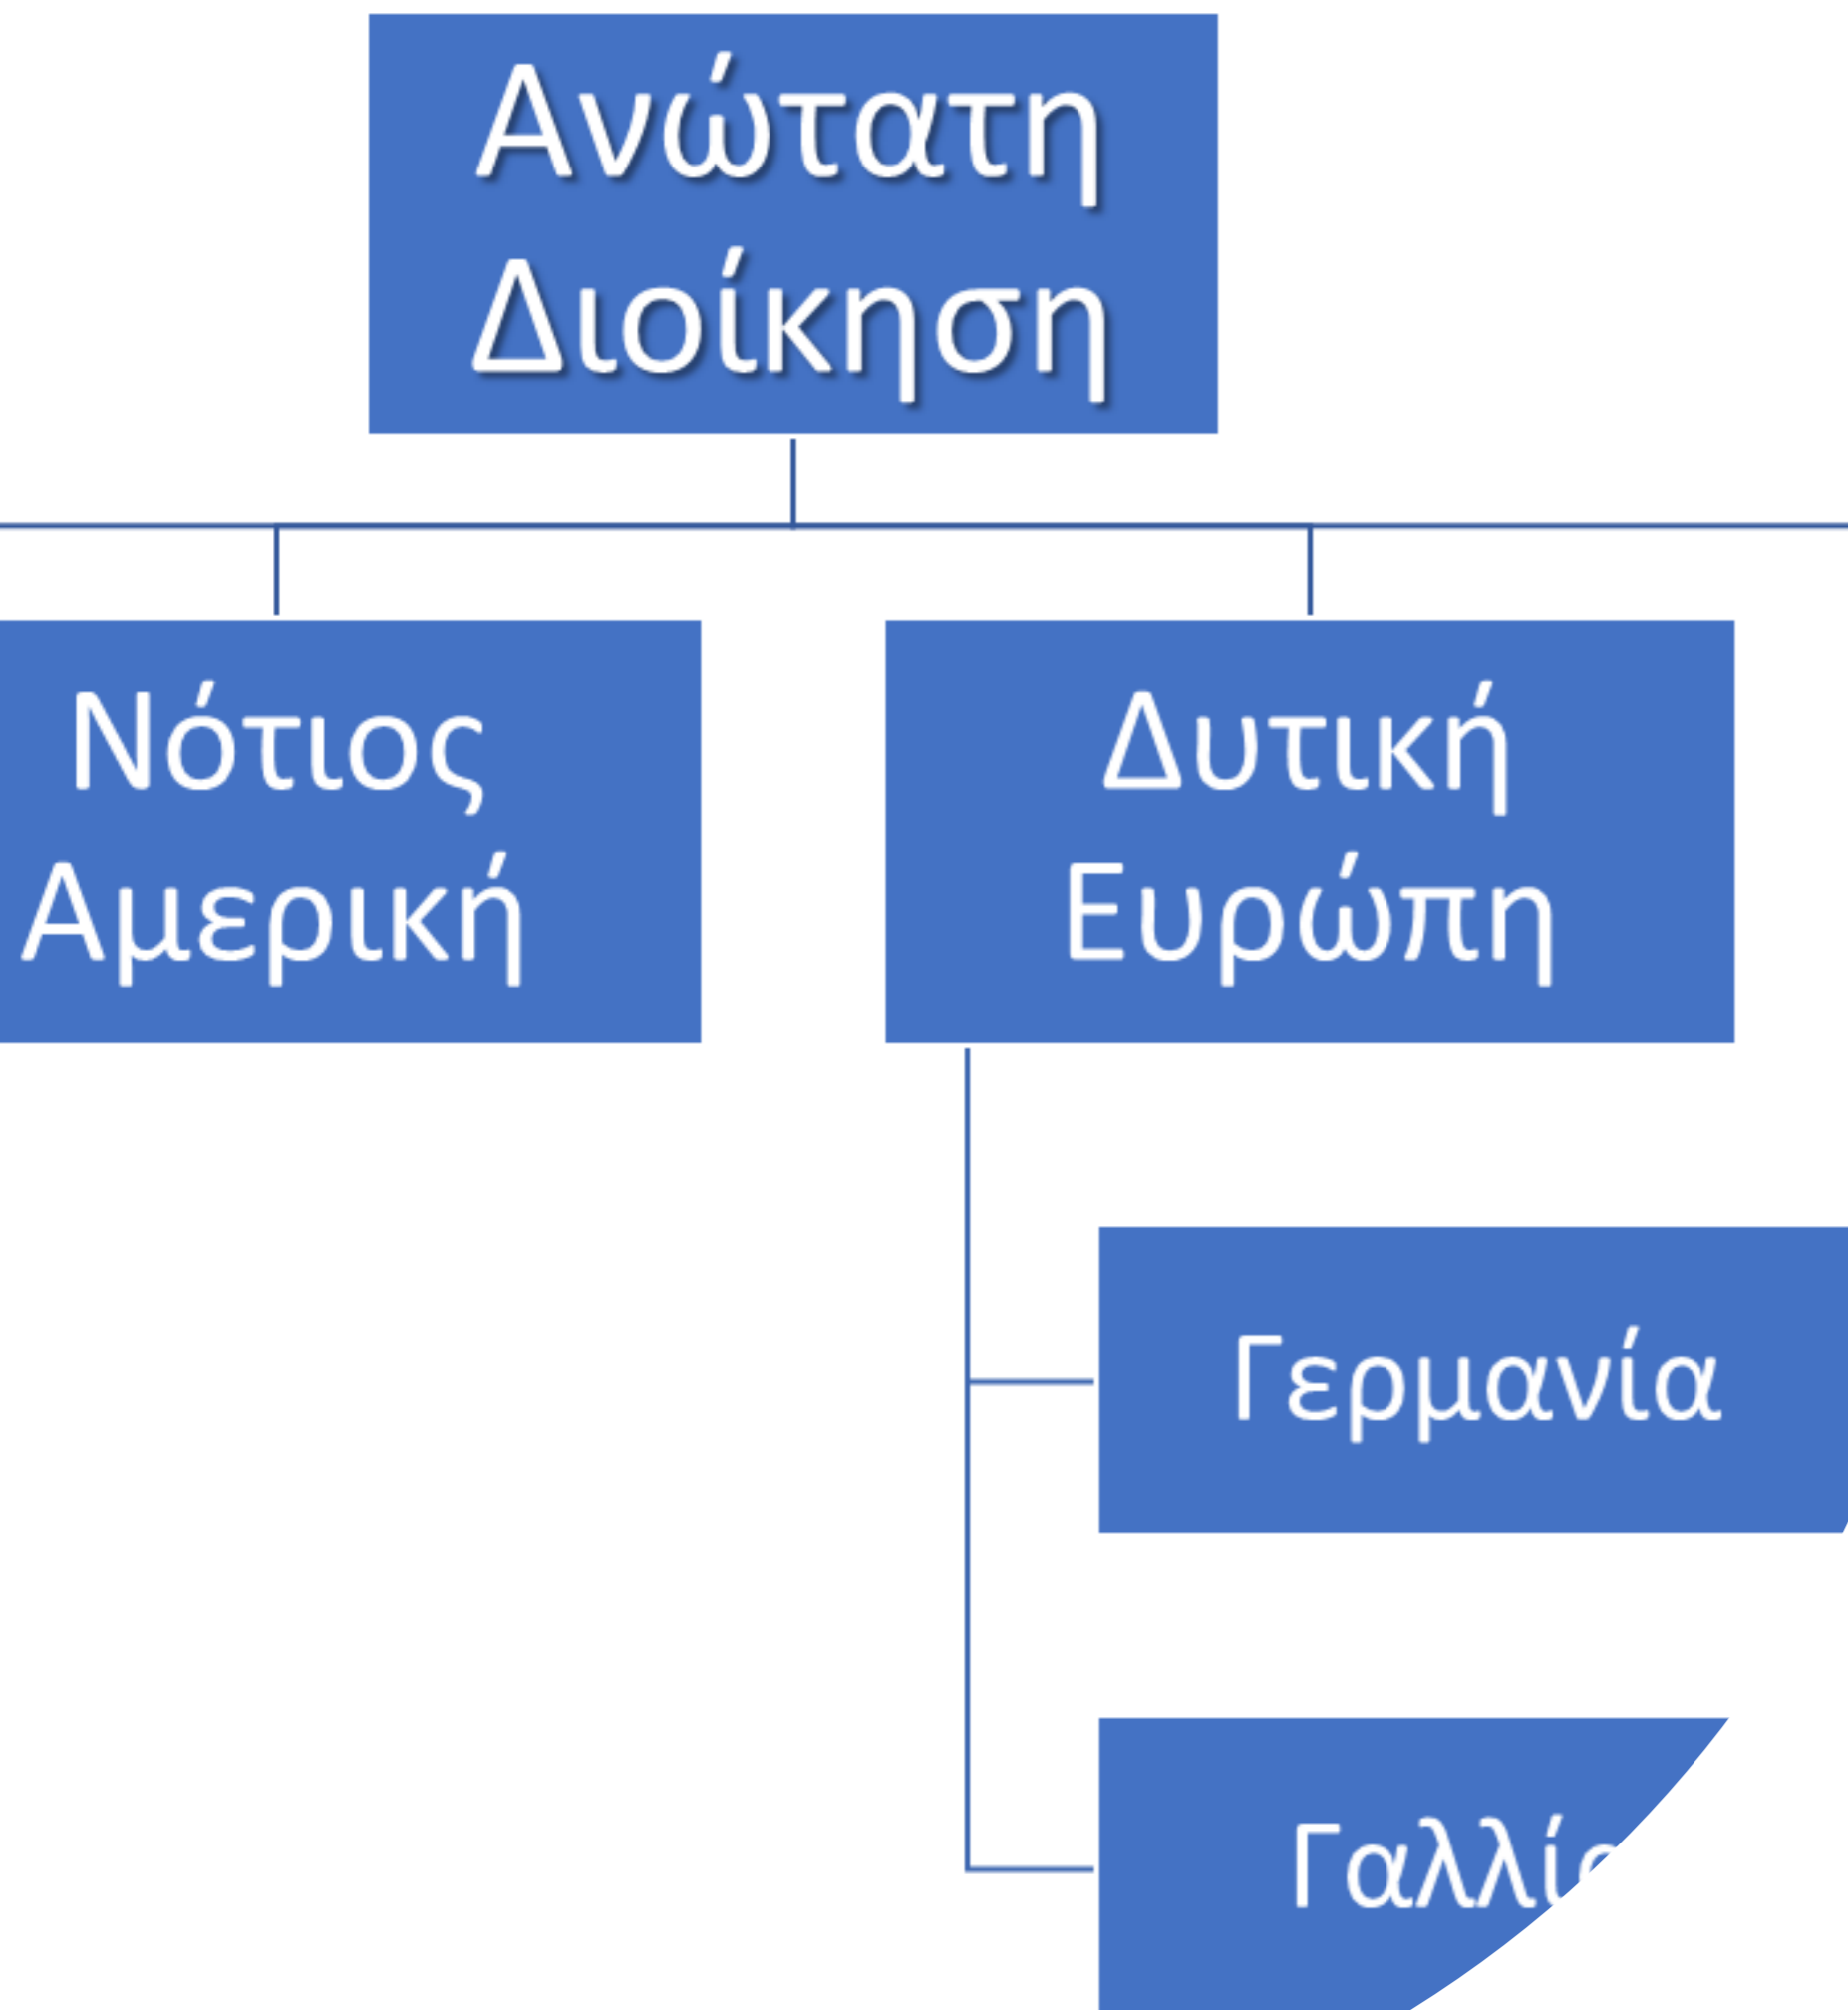 Ανώτατη
Διοίκηση
Νότιος
Αμερική
Δυτική
Ευρώπη
Γερμανία